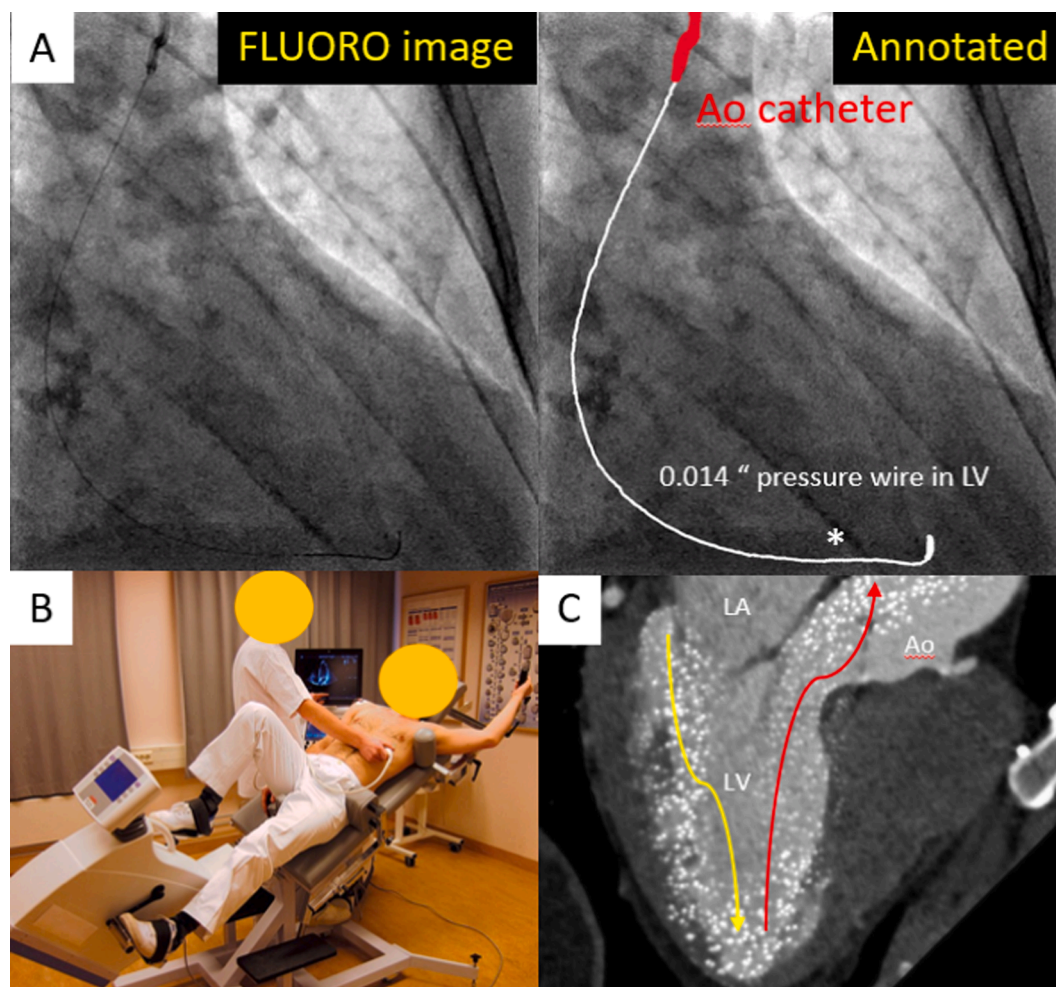 A
FLUORO image
Annotated
Ao catheter
0.014 “ pressure wire in LV
*
B
C
LA
Ao
LV